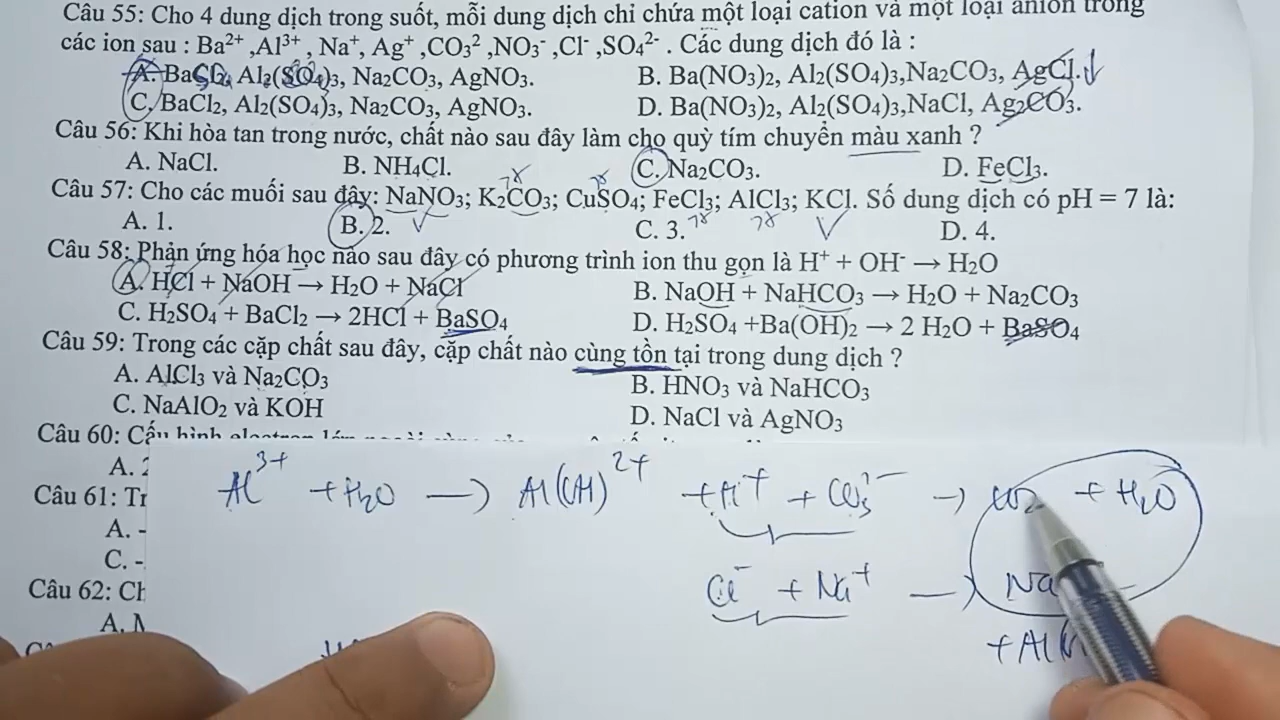 Câu 55: Cho 4 dung dịch trong suốt, mỗi dung dịch chỉ chứa một loại cation và một loại anion trong
các ion sau : Ba²⁺ ,Al³⁺ , Na⁺, Ag⁺ ,CO₃² ,NO₃⁻ ,Cl⁻ ,SO₄²⁻ . Các dung dịch đó là :
A. BaCl2, Al2(SO4)3, Na2CO3, AgNO3. B. Ba(NO3)2, Al2(SO4)3,Na2CO3, AgCl.↓
C. BaCl2, Al2(SO4)3, Na2CO3, AgNO3. D. Ba(NO3)2, Al2(SO4)3,NaCl, Ag2CO3.
Câu 56: Khi hòa tan trong nước, chất nào sau đây làm cho quỳ tím chuyển màu xanh ?
A. NaCl. B. NH₄Cl. C. Na₂CO₃. D. FeCl₃.
Câu 57: Cho các muối sau đây: NaNO₃; K₂CO₃; CuSO₄; FeCl₃; AlCl₃; KCl. Số dung dịch có pH = 7 là:
A. 1. B. 2. C. 3. D. 4.
Câu 58: Phản ứng hóa học nào sau đây có phương trình ion thu gọn là H⁺ + OH⁻ → H₂O
A. HCl + NaOH → H₂O + NaCl B. NaOH + NaHCO₃ → H₂O + Na₂CO₃
C. H₂SO₄ + BaCl₂ → 2HCl + BaSO₄ D. H₂SO₄ +Ba(OH)₂ → 2 H₂O + BaSO₄
Câu 59: Trong các cặp chất sau đây, cặp chất nào cùng tồn tại trong dung dịch ?
A. AlCl₃ và Na₂CO₃ B. HNO₃ và NaHCO₃
C. NaAlO₂ và KOH D. NaCl và AgNO₃
Câu 60: Cấu hình electron
A.
Al³⁺ + H₂O → Al(OH)²⁺ + H⁺ + CO₃²⁻ → CO₂ + H₂O
Câu 61:
A. -
C. -
Cl⁻ + Na⁺ → Na
Câu 62:
A.
+ Al(